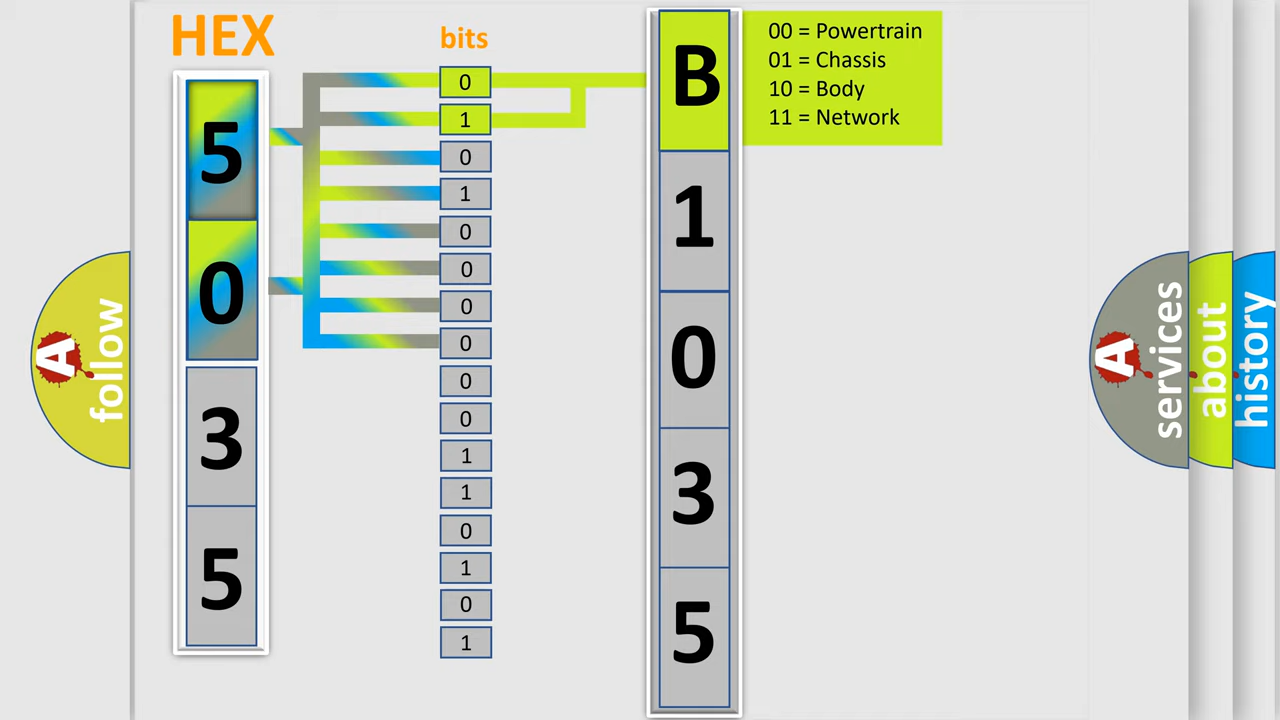 HEX
bits
5
0
3
5
0
1
0
1
0
0
0
0
0
0
1
1
0
1
0
1
B
1
0
3
5
00 = Powertrain
01 = Chassis
10 = Body
11 = Network
A
follow
A
services
about
history